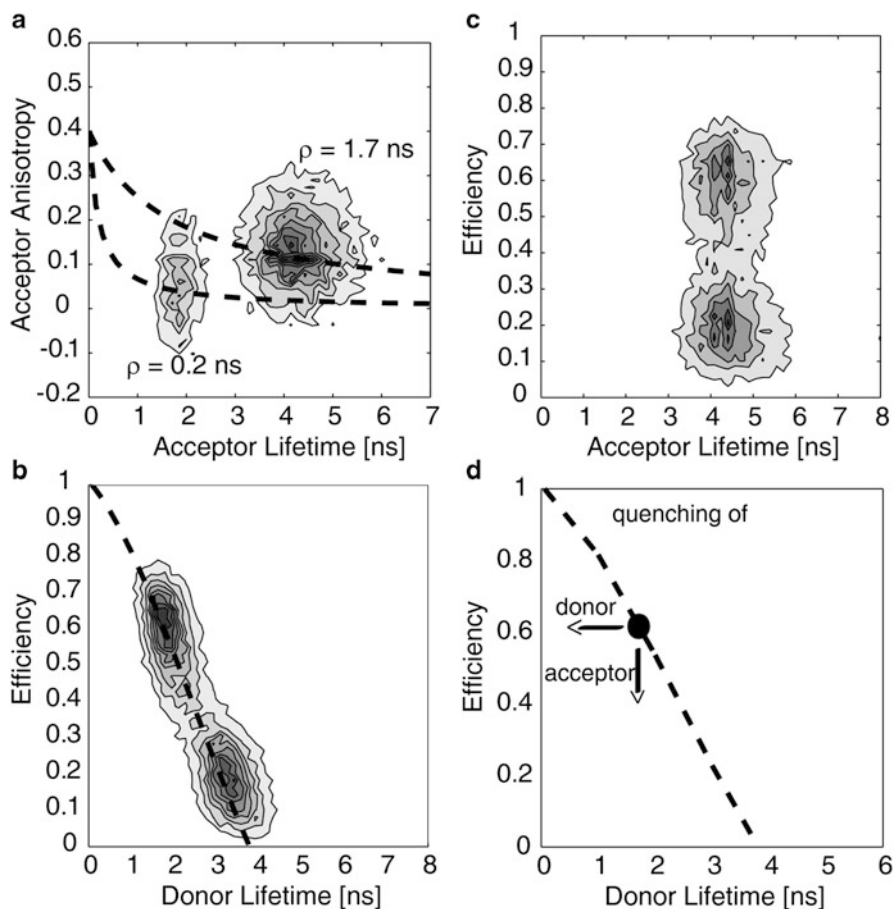 a
0.6
0.5
0.4
0.3
0.2
0.1
0
-0.1
-0.2
Acceptor Anisotropy
ρ = 1.7 ns
ρ = 0.2 ns
0 1 2 3 4 5 6 7
Acceptor Lifetime [ns]
c
1
0.9
0.8
0.7
0.6
0.5
0.4
0.3
0.2
0.1
0
Efficiency
0 1 2 3 4 5 6 7 8
Acceptor Lifetime [ns]
b
1
0.9
0.8
0.7
0.6
0.5
0.4
0.3
0.2
0.1
0
Efficiency
0 1 2 3 4 5 6 7 8
Donor Lifetime [ns]
d
1
0.8
0.6
0.4
0.2
0
Efficiency
quenching of
donor
acceptor
0 1 2 3 4 5 6
Donor Lifetime [ns]